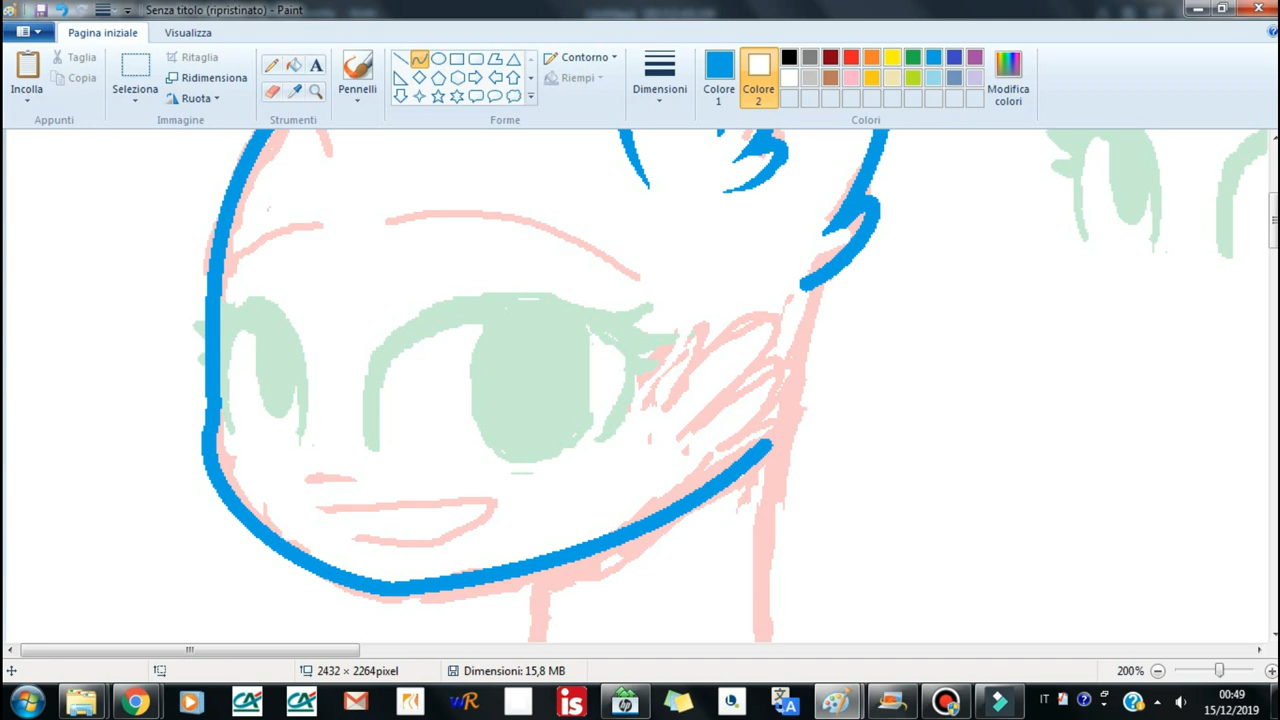 Senza titolo (ripristinato) - Paint
Pagina iniziale
Visualizza
Incolla
Taglia
Copia
Appunti
Seleziona
Ritaglia
Ridimensiona
Ruota
Immagine
A
Strumenti
Pennelli
Contorno
Riempi
Forme
Dimensioni
Colore
1
Colore
2
Modifica
colori
Colori
2432 × 2264pixel
Dimensioni: 15,8 MB
200%
IT
00:49
15/12/2019